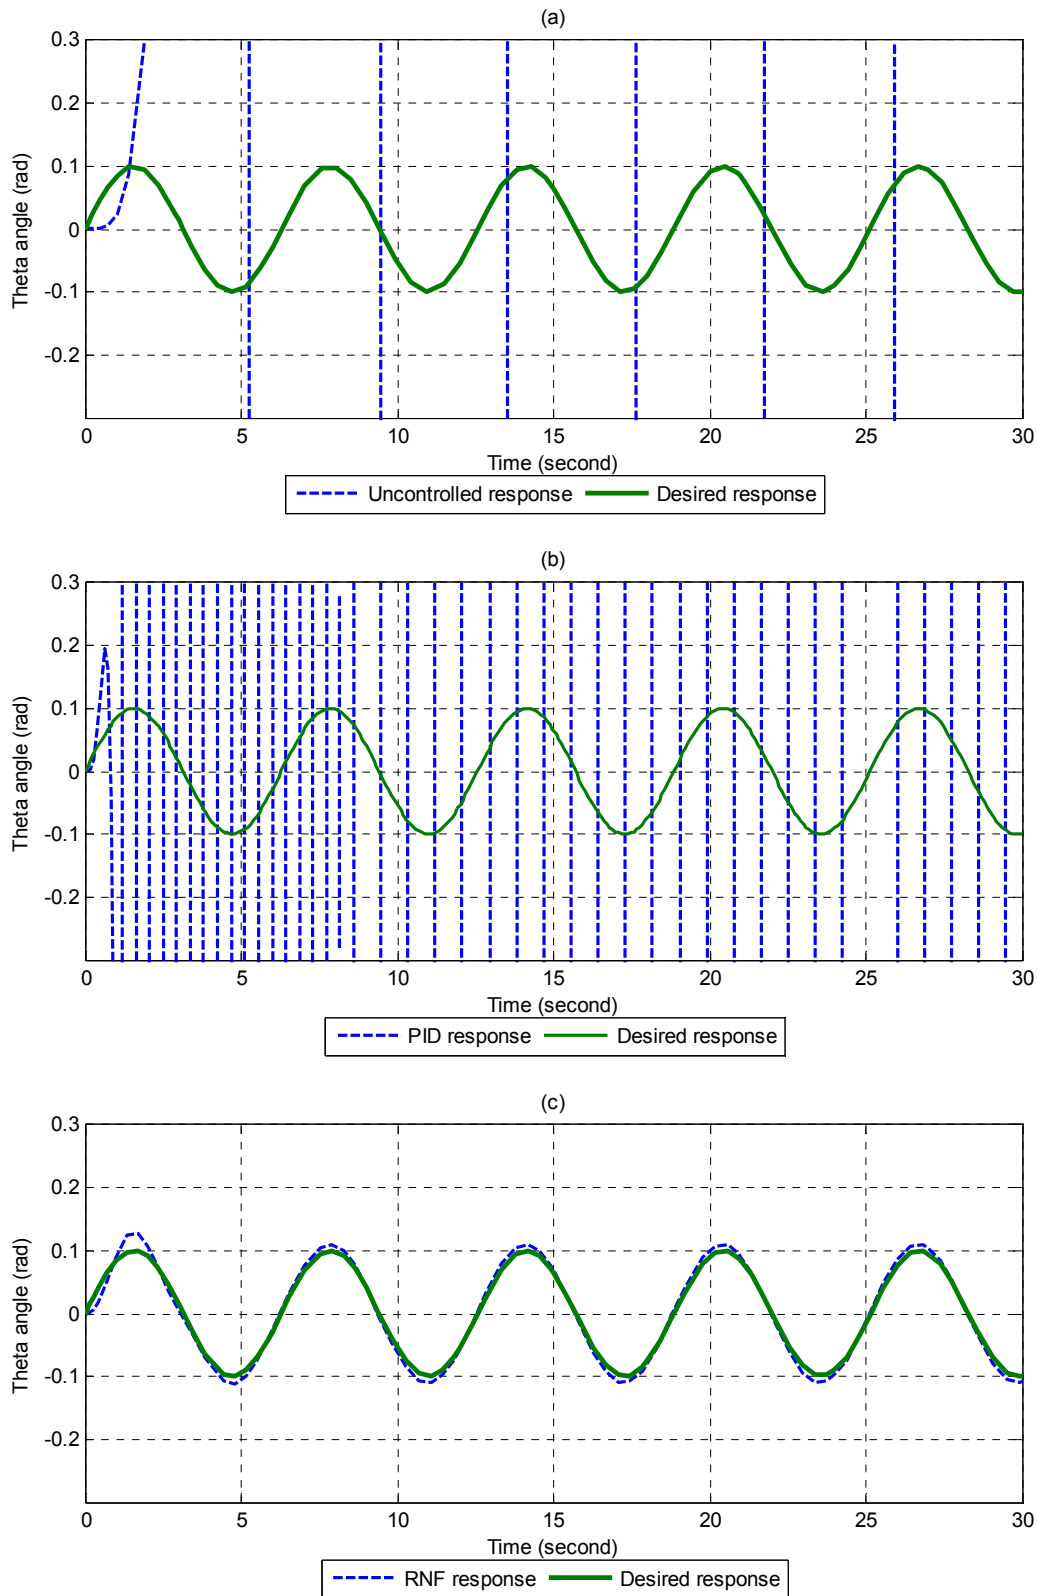 (a)
0.3
0.2
0.1
0
-0.1
-0.2
Theta angle (rad)
0 5 10 15 20 25 30
Time (second)
Uncontrolled response Desired response
(b)
0.3
0.2
0.1
0
-0.1
-0.2
Theta angle (rad)
0 5 10 15 20 25 30
Time (second)
PID response Desired response
(c)
0.3
0.2
0.1
0
-0.1
-0.2
Theta angle (rad)
0 5 10 15 20 25 30
Time (second)
RNF response Desired response